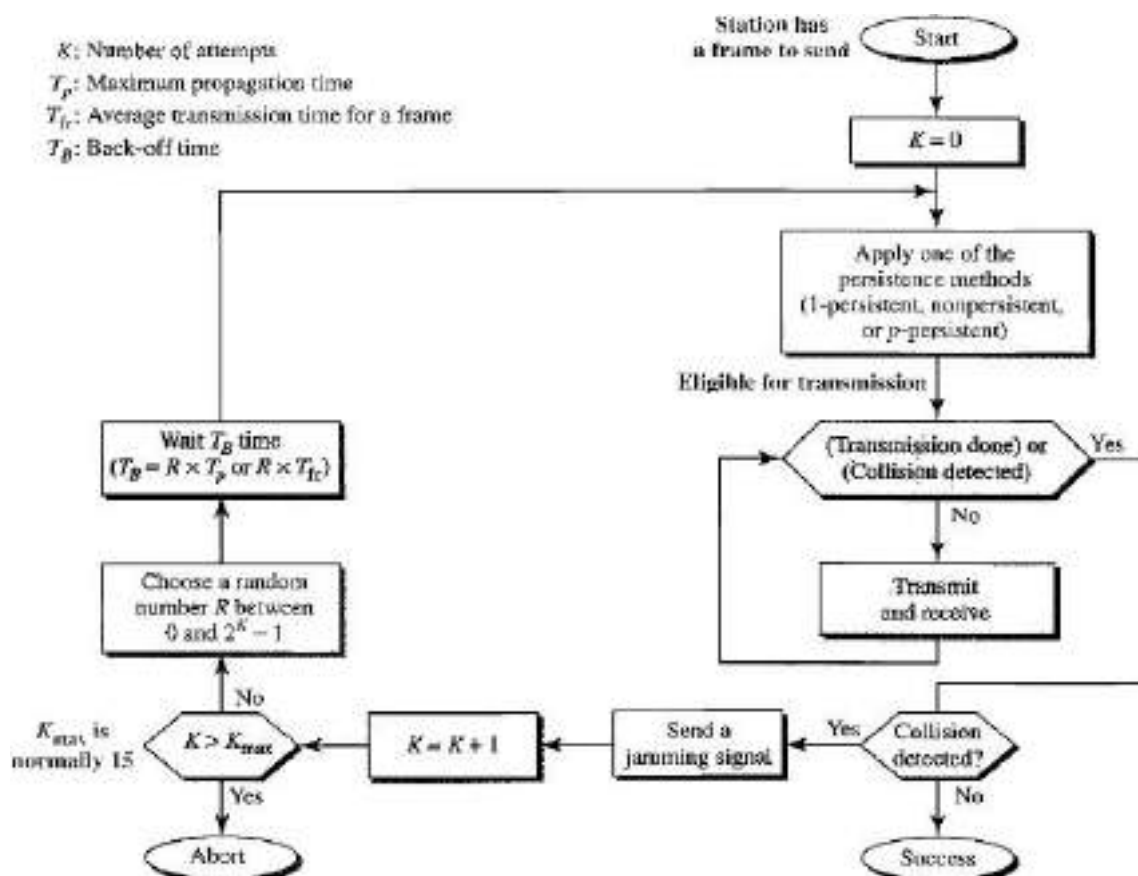 K: Number of attempts
Tp: Maximum propagation time
Tfr: Average transmission time for a frame
TB: Back-off time
Station has
a frame to send
Start
K = 0
Apply one of the
persistence methods
(1-persistent, nonpersistent,
or p-persistent)
Eligible for transmission
(Transmission done) or
(Collision detected)
Yes
No
Transmit
and receive
Wait TB time
(TB = R × Tp or R × Tfr)
Choose a random
number R between
0 and 2^K − 1
No
Kmax is
normally 15
K > Kmax
K = K + 1
Send a
jamming signal
Yes
Collision
detected?
Yes
No
Abort
Success